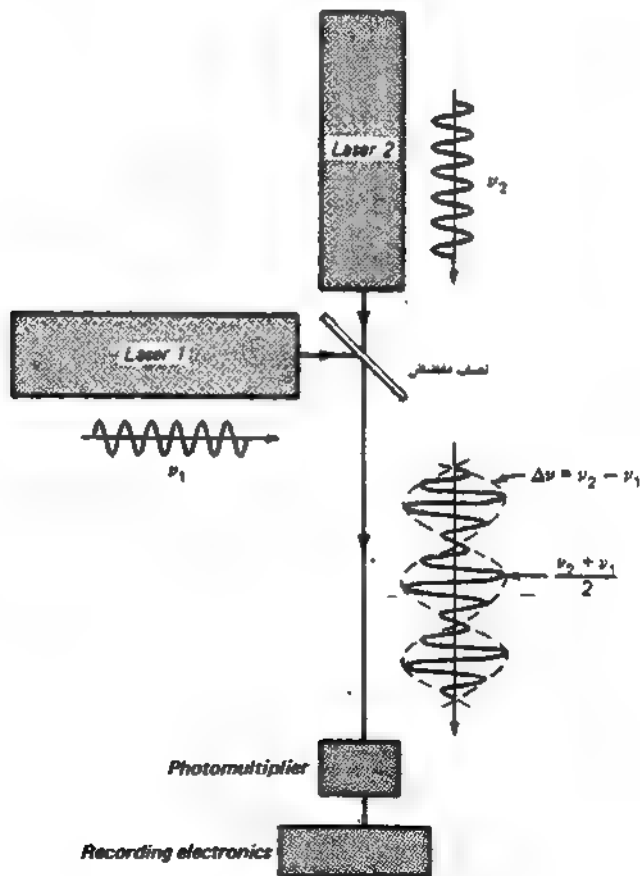 Laser 2
ν₂
Laser 1
ν₁
Δν = ν₂ − ν₁
ν₂ + ν₁
2
Photomultiplier
Recording electronics